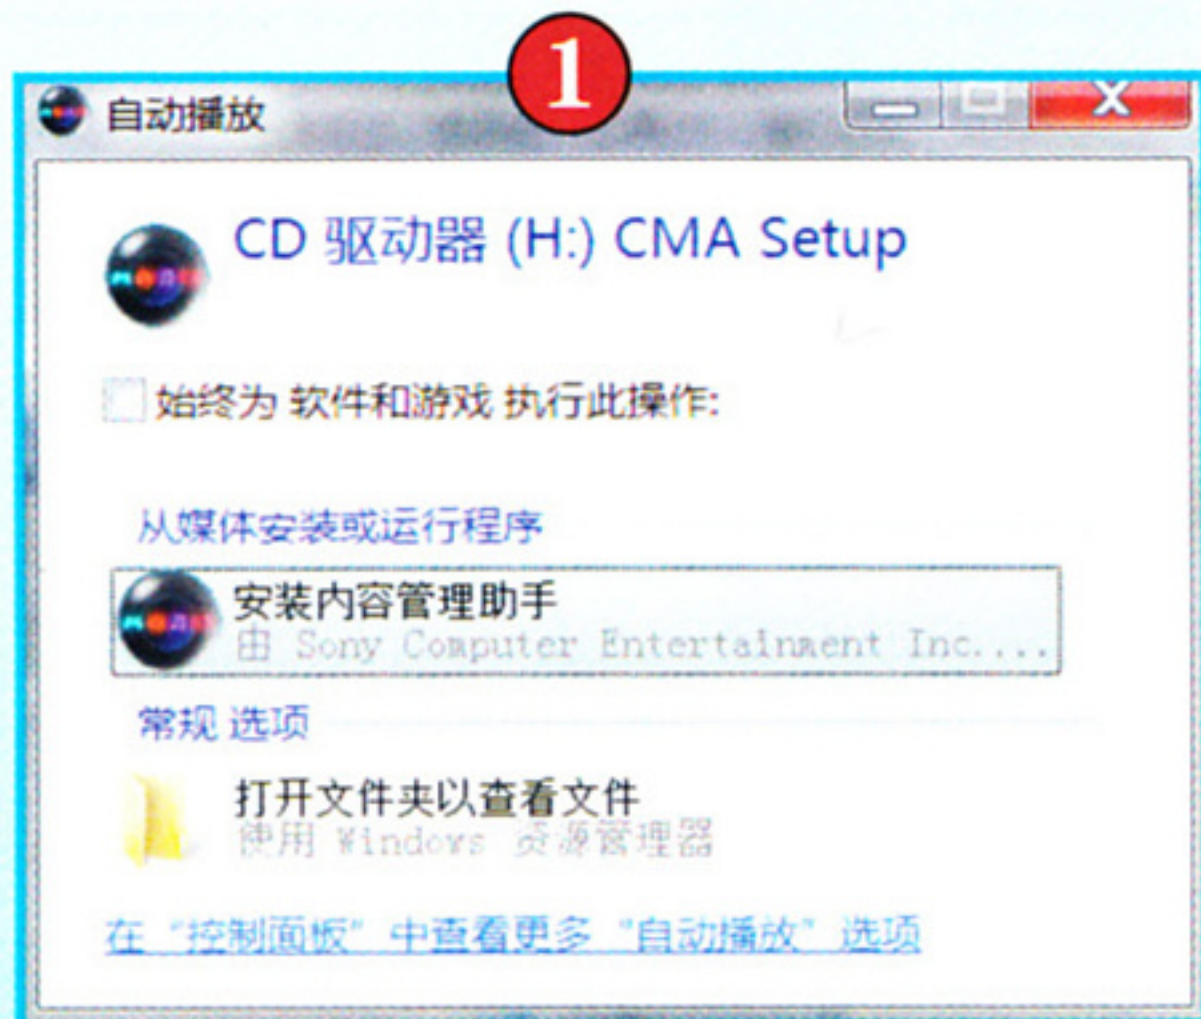 1
自动播放
CD 驱动器 (H:) CMA Setup
始终为 软件和游戏 执行此操作:
从媒体安装或运行程序
安装内容管理助手
由 Sony Computer Entertainment Inc....
常规 选项
打开文件夹以查看文件
使用 Windows 资源管理器
在“控制面板”中查看更多“自动播放”选项